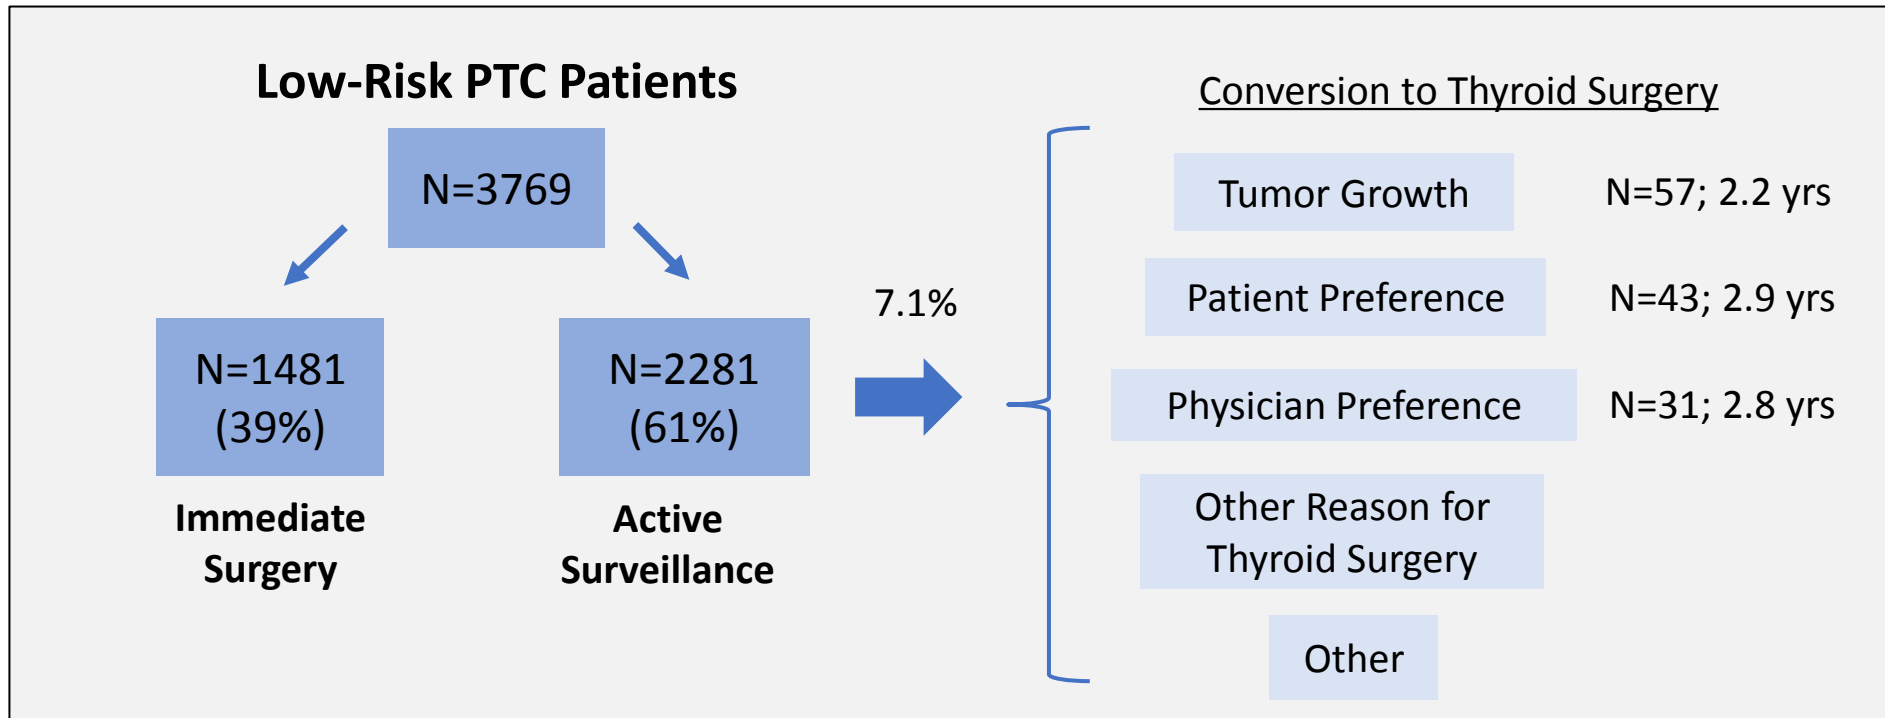 Low-Risk PTC Patients
N=3769
N=1481
(39%)
Immediate
Surgery
N=2281
(61%)
Active
Surveillance
7.1%
Conversion to Thyroid Surgery
Tumor Growth
N=57; 2.2 yrs
Patient Preference
N=43; 2.9 yrs
Physician Preference
N=31; 2.8 yrs
Other Reason for
Thyroid Surgery
Other